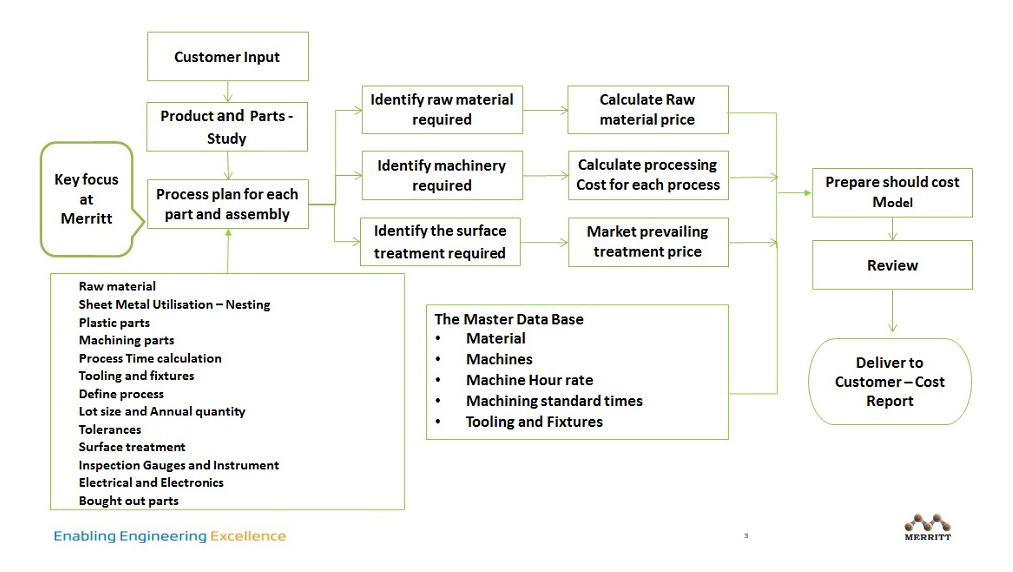 Customer Input
Product and Parts -
Study
Key focus
at
Merritt
Process plan for each
part and assembly
Identify raw material
required
Calculate Raw
material price
Identify machinery
required
Calculate processing
Cost for each process
Identify the surface
treatment required
Market prevailing
treatment price
Prepare should cost
Model
Review
Deliver to
Customer – Cost
Report
Raw material
Sheet Metal Utilisation – Nesting
Plastic parts
Machining parts
Process Time calculation
Tooling and fixtures
Define process
Lot size and Annual quantity
Tolerances
Surface treatment
Inspection Gauges and Instrument
Electrical and Electronics
Bought out parts
The Master Data Base
• Material
• Machines
• Machine Hour rate
• Machining standard times
• Tooling and Fixtures
Enabling Engineering Excellence
3
MERRITT